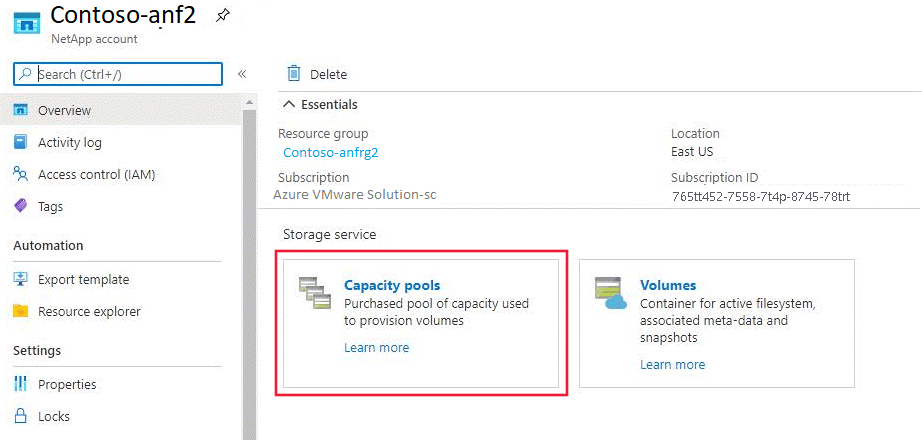 Contoso-anf2
NetApp account
Search (Ctrl+/)
«
Overview
Activity log
Access control (IAM)
Tags
Automation
Export template
Resource explorer
Settings
Properties
Locks
Delete
Essentials
Resource group
Contoso-anfrg2
Subscription
Azure VMware Solution-sc
Location
East US
Subscription ID
765tt452-7558-7t4p-8745-78trt
Storage service
Capacity pools
Purchased pool of capacity used
to provision volumes
Learn more
Volumes
Container for active filesystem,
associated meta-data and
snapshots
Learn more